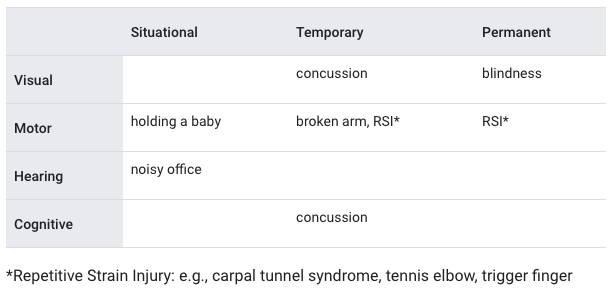 Situational Temporary Permanent
Visual concussion blindness
Motor holding a baby broken arm, RSI* RSI*
Hearing noisy office
Cognitive concussion
*Repetitive Strain Injury: e.g., carpal tunnel syndrome, tennis elbow, trigger finger